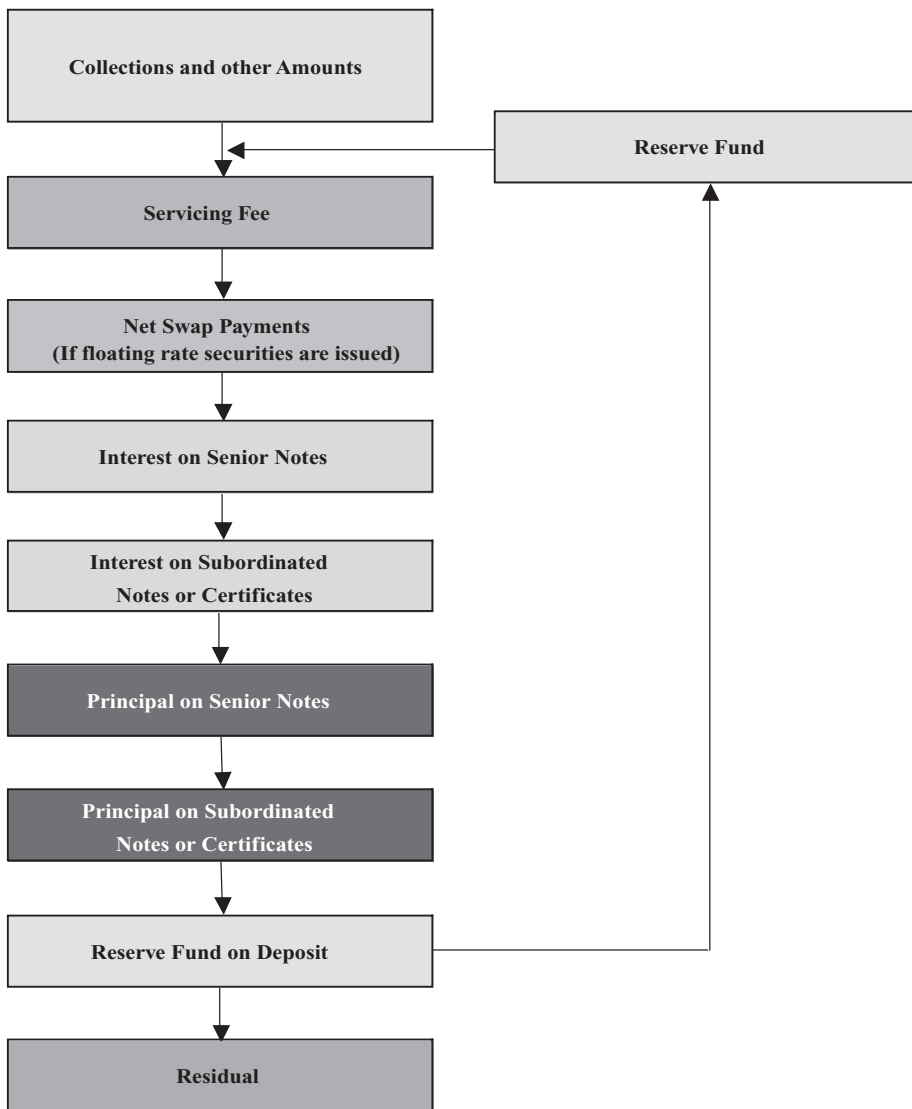 Collections and other Amounts
Reserve Fund
Servicing Fee
Net Swap Payments
(If floating rate securities are issued)
Interest on Senior Notes
Interest on Subordinated
Notes or Certificates
Principal on Senior Notes
Principal on Subordinated
Notes or Certificates
Reserve Fund on Deposit
Residual